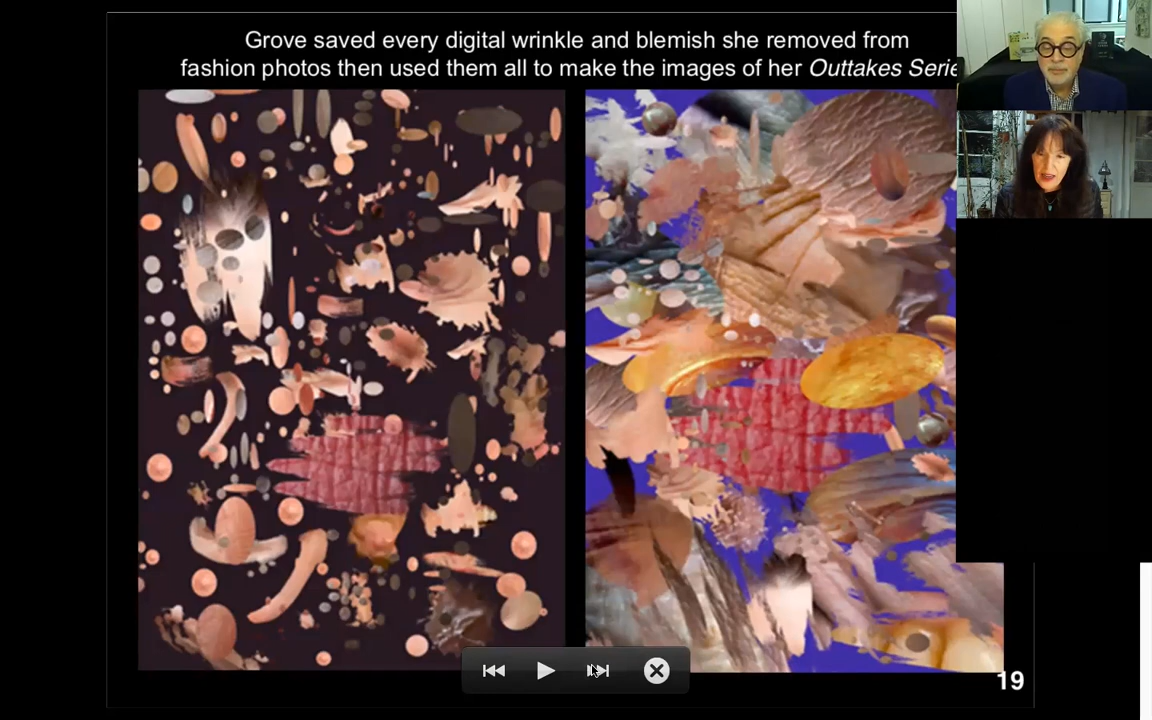 Grove saved every digital wrinkle and blemish she removed from
fashion photos then used them all to make the images of her Outtakes Serie
19